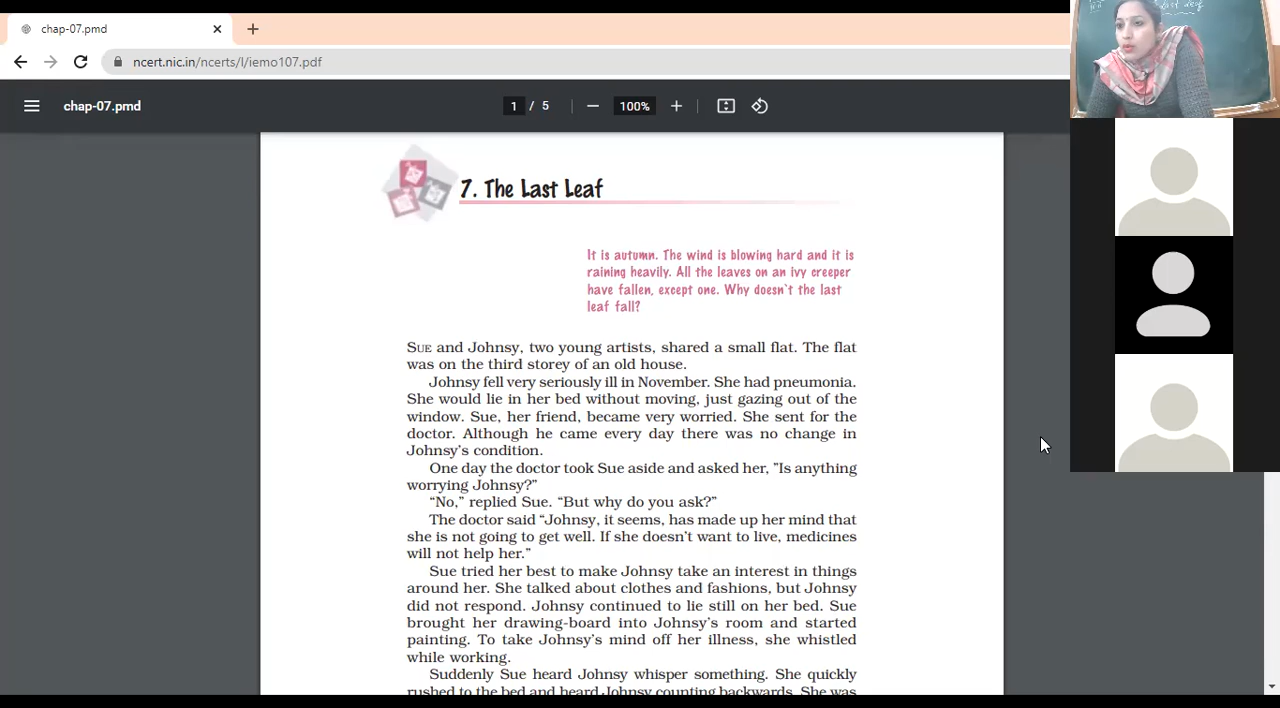 chap-07.pmd
ncert.nic.in/ncerts/l/iemo107.pdf
chap-07.pmd
1 / 5
100%
7. The Last Leaf
It is autumn. The wind is blowing hard and it is
raining heavily. All the leaves on an ivy creeper
have fallen, except one. Why doesn`t the last
leaf fall?
SUE and Johnsy, two young artists, shared a small flat. The flat
was on the third storey of an old house.
Johnsy fell very seriously ill in November. She had pneumonia.
She would lie in her bed without moving, just gazing out of the
window. Sue, her friend, became very worried. She sent for the
doctor. Although he came every day there was no change in
Johnsy's condition.
One day the doctor took Sue aside and asked her, "Is anything
worrying Johnsy?”
“No,” replied Sue. “But why do you ask?”
The doctor said “Johnsy, it seems, has made up her mind that
she is not going to get well. If she doesn't want to live, medicines
will not help her.”
Sue tried her best to make Johnsy take an interest in things
around her. She talked about clothes and fashions, but Johnsy
did not respond. Johnsy continued to lie still on her bed. Sue
brought her drawing-board into Johnsy's room and started
painting. To take Johnsy's mind off her illness, she whistled
while working.
Suddenly Sue heard Johnsy whisper something. She quickly
rushed to the bed and heard Johnsy counting backwards. She was